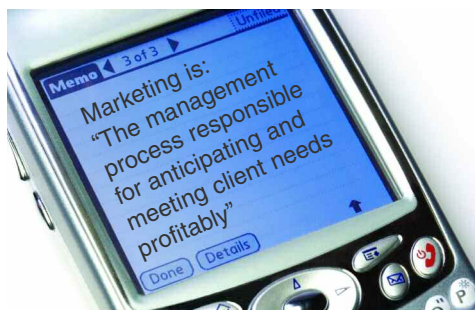 Memo 3 of 3 Unfiled
Marketing is:
“The management
process responsible
for anticipating and
meeting client needs
profitably”
Done Details
P